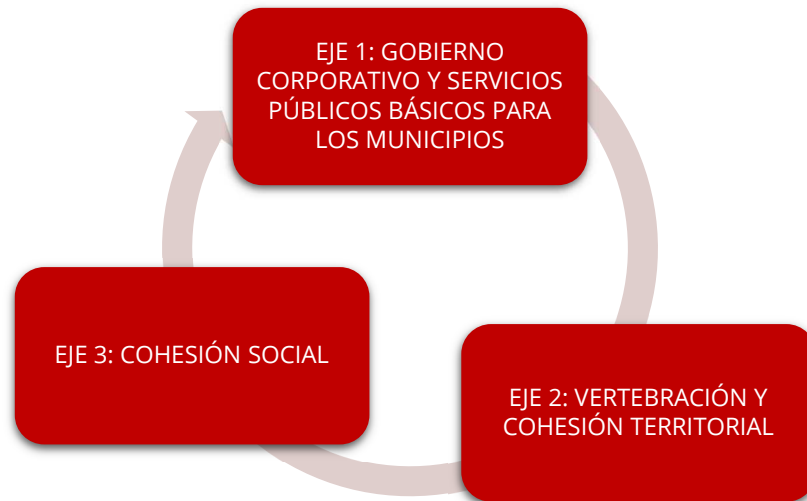 EJE 1: GOBIERNO
CORPORATIVO Y SERVICIOS
PÚBLICOS BÁSICOS PARA
LOS MUNICIPIOS
EJE 3: COHESIÓN SOCIAL
EJE 2: VERTEBRACIÓN Y
COHESIÓN TERRITORIAL